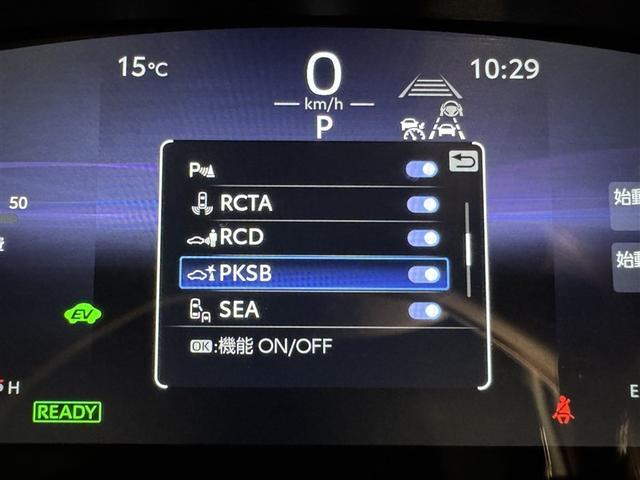 15℃
0
10:29
km/h
P
P
RCTA
50
始動
RCD
PKSB
始動
EV
SEA
OK:機能 ON/OFF
H
E
READY